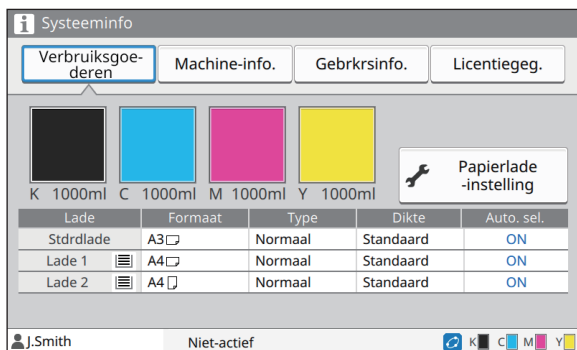 i Systeeminfo
Verbruiksgoe-
deren
Machine-info.
Gebrkrsinfo.
Licentiegeg.
K 1000ml C 1000ml M 1000ml Y 1000ml
Papierlade
-instelling
Lade Formaat Type Dikte Auto. sel.
Stdrdlade A3 Normaal Standaard ON
Lade 1 A4 Normaal Standaard ON
Lade 2 A4 Normaal Standaard ON
J.Smith Niet-actief K C M Y